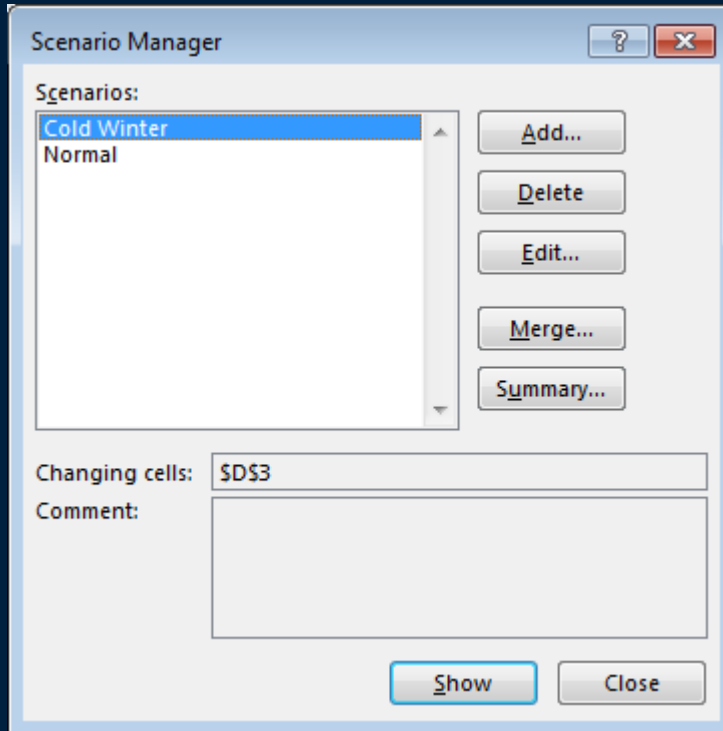 Scenario Manager
?
Scenarios:
Cold Winter
Normal
Add...
Delete
Edit...
Merge...
Summary...
Changing cells: $D$3
Comment:
Show Close